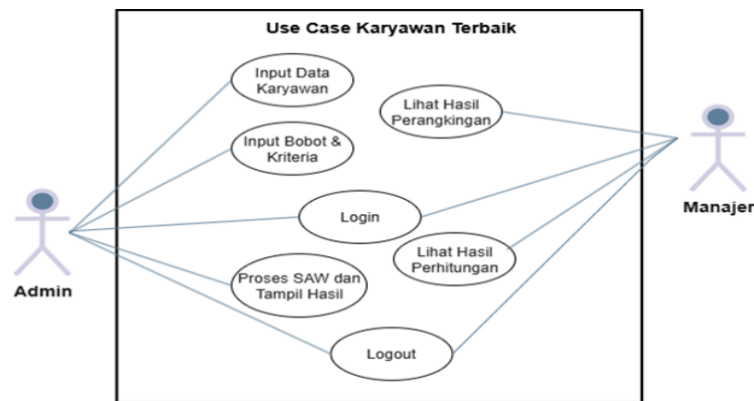 Use Case Karyawan Terbaik
Input Data
Karyawan
Lihat Hasil
Perangkingan
Input Bobot &
Kriteria
Login
Manajer
Lihat Hasil
Perhitungan
Proses SAW dan
Tampil Hasil
Admin
Logout